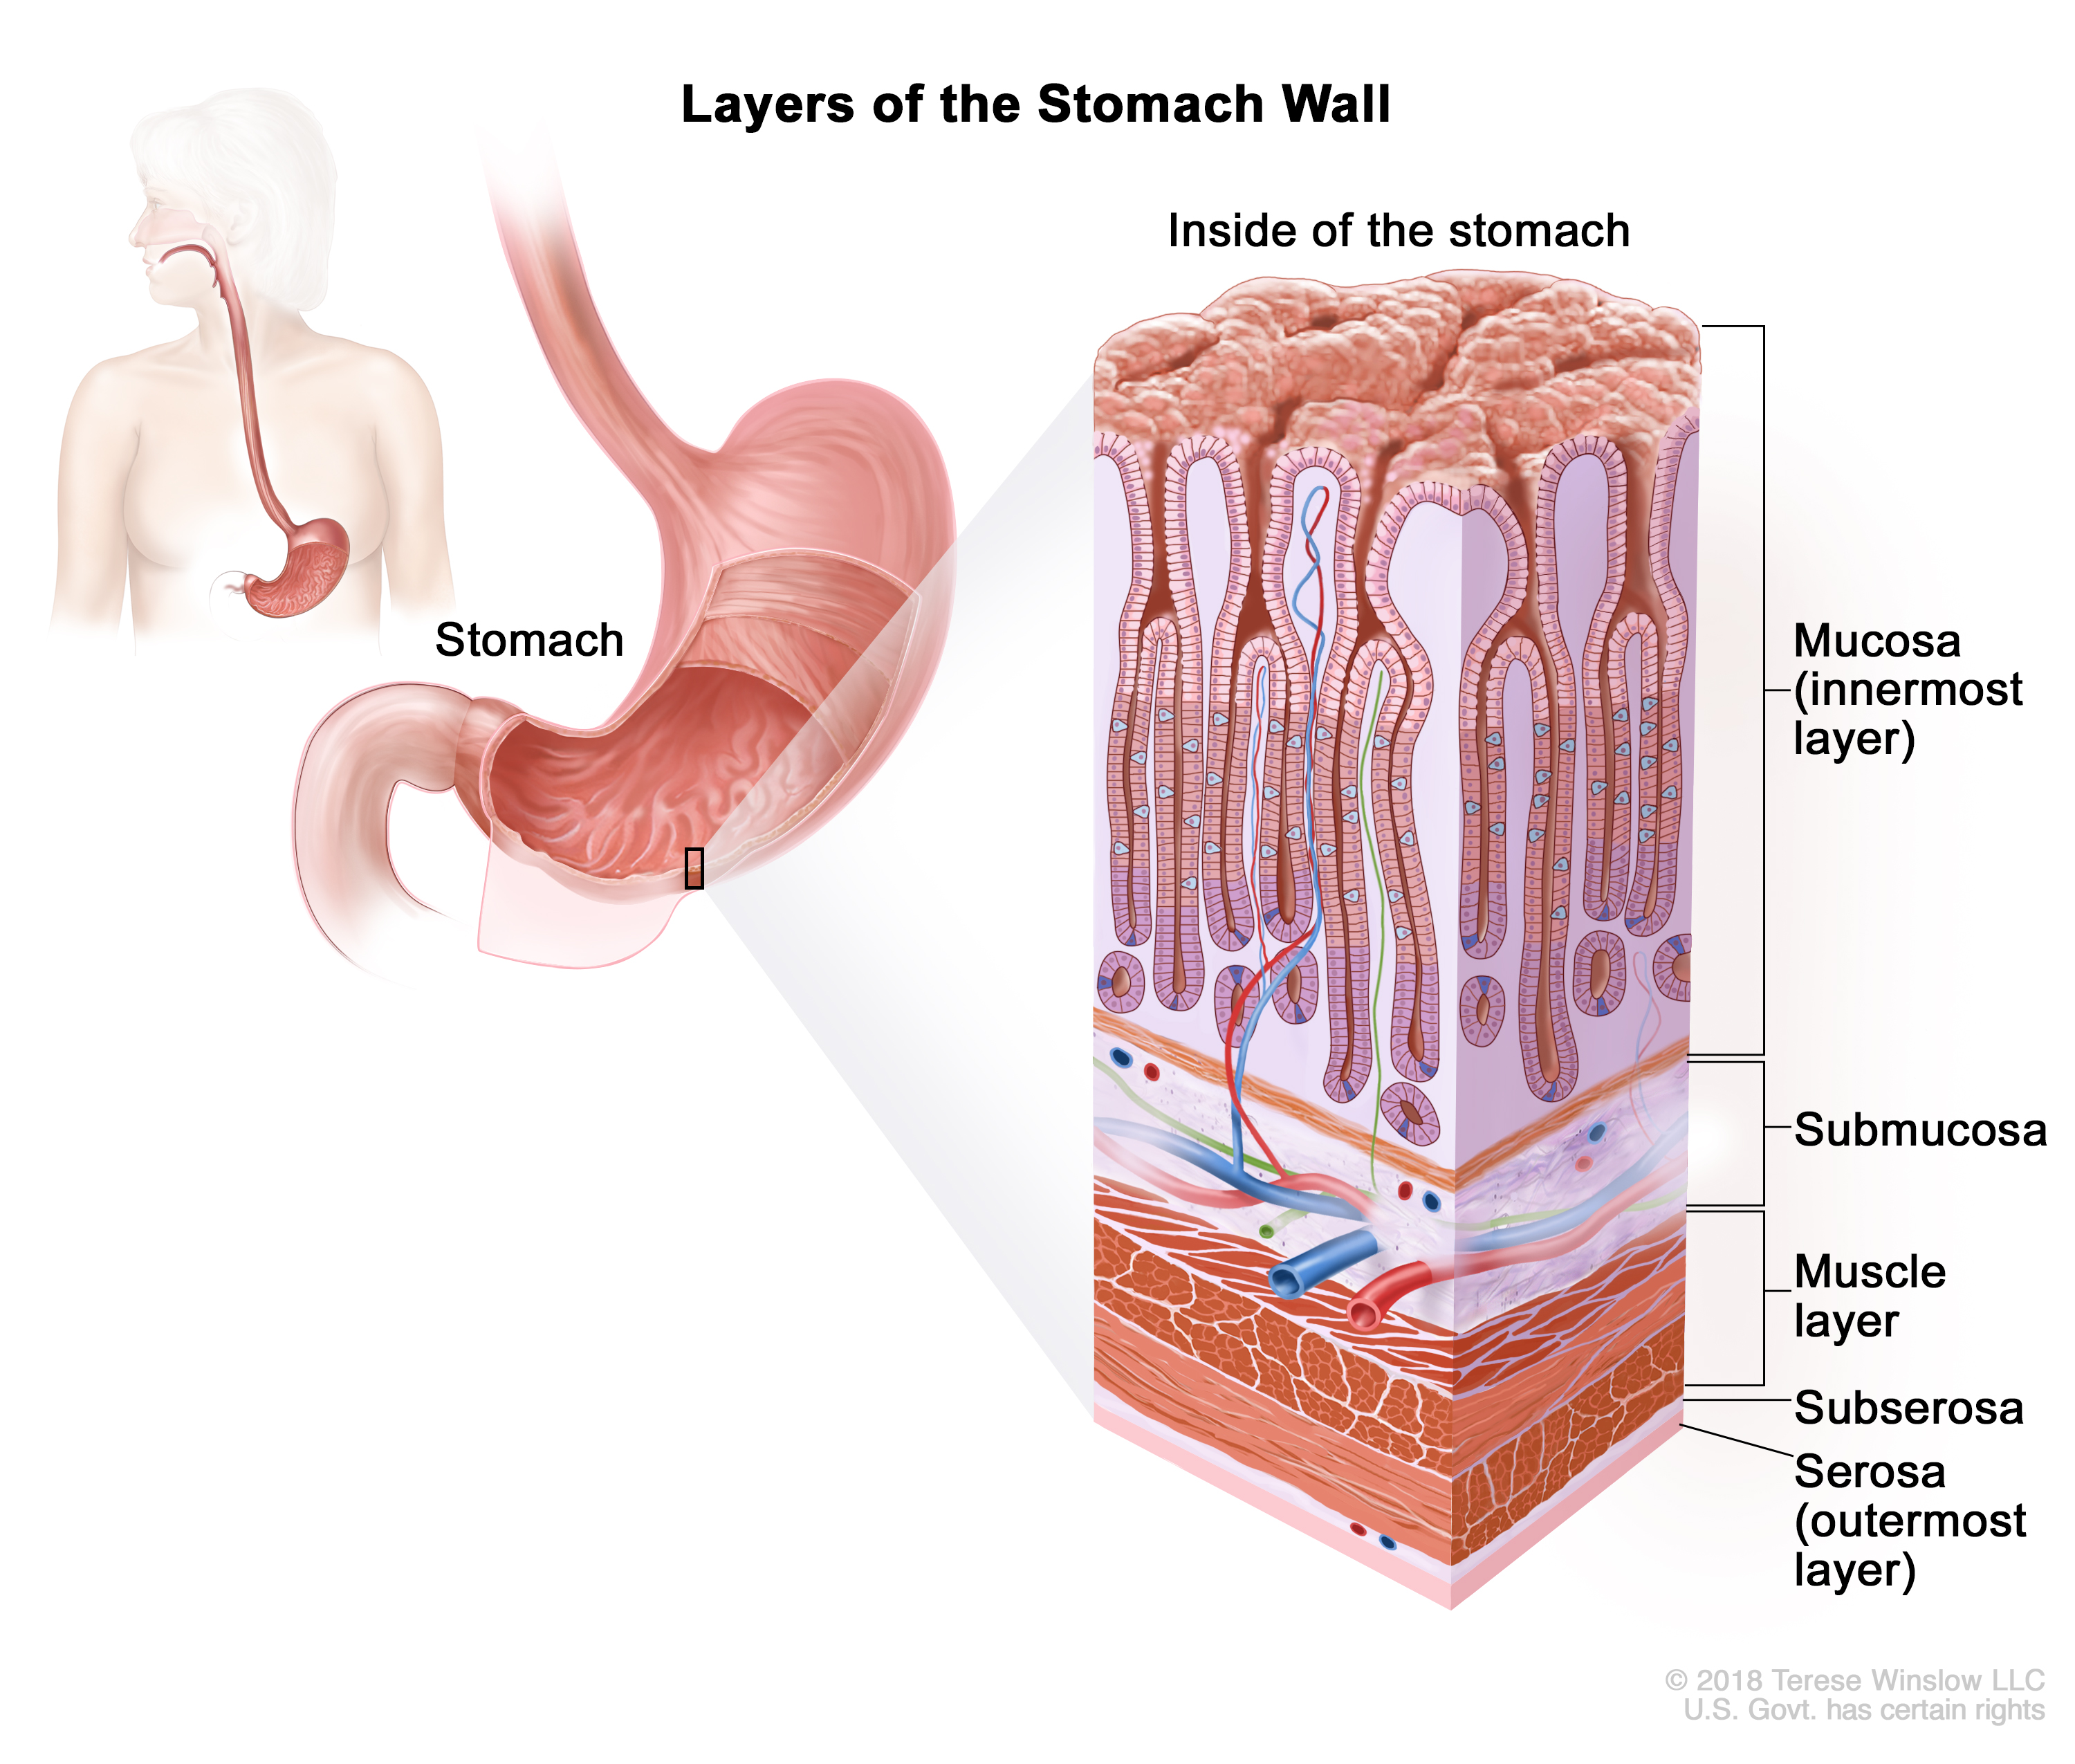 Layers of the Stomach Wall
Inside of the stomach
Stomach
Mucosa
(innermost
layer)
Submucosa
Muscle
layer
Subserosa
Serosa
(outermost
layer)
© 2018 Terese Winslow LLC
U.S. Govt. has certain rights